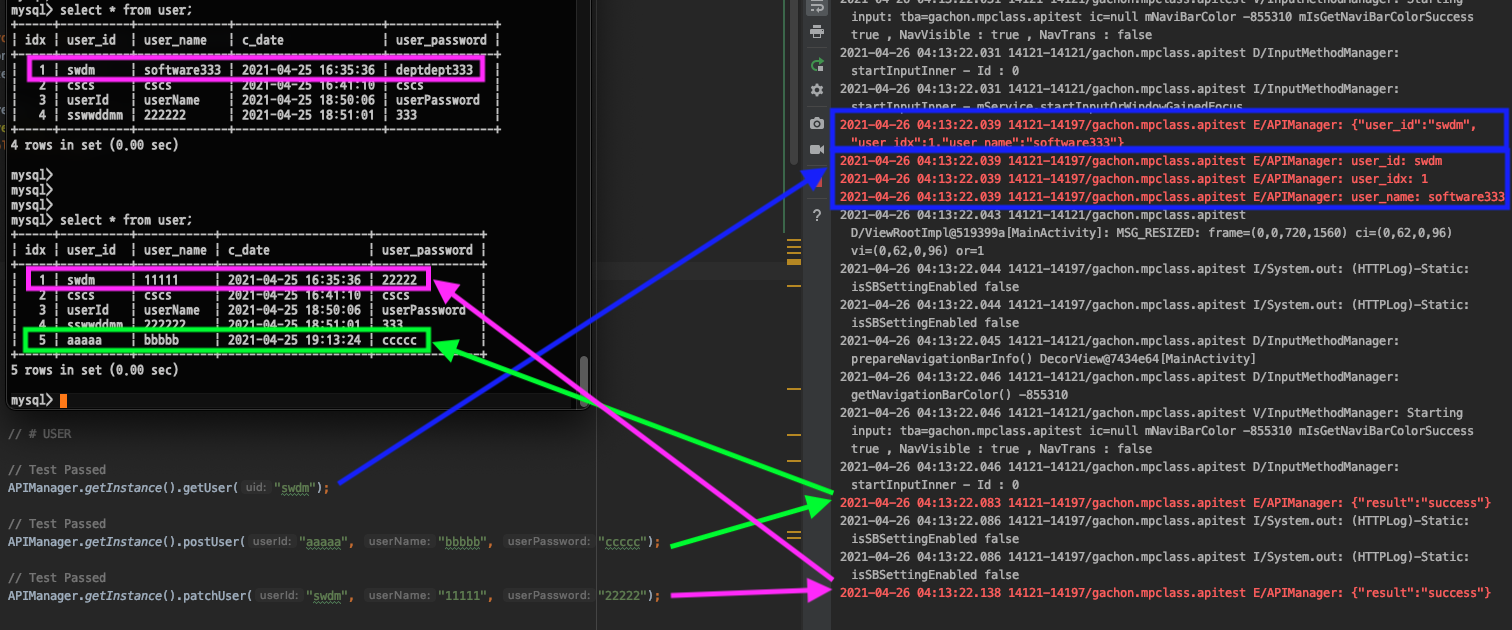 mysql> select * from user;
| idx | user_id | user_name | c_date | user_password |
| 1 | swdm | software333 | 2021-04-25 16:35:36 | deptdept333 |
| 2 | cscs | cscs | 2021-04-25 16:41:10 | cscs |
| 3 | userId | userName | 2021-04-25 18:50:06 | userPassword |
| 4 | sswwddmm | 222222 | 2021-04-25 18:51:01 | 333 |
4 rows in set (0.00 sec)
mysql>
mysql>
mysql>
mysql> select * from user;
| idx | user_id | user_name | c_date | user_password |
| 1 | swdm | 11111 | 2021-04-25 16:35:36 | 22222 |
| 2 | cscs | cscs | 2021-04-25 16:41:10 | cscs |
| 3 | userId | userName | 2021-04-25 18:50:06 | userPassword |
| 4 | sswwddmm | 222222 | 2021-04-25 18:51:01 | 333 |
| 5 | aaaaa | bbbbb | 2021-04-25 19:13:24 | ccccc |
5 rows in set (0.00 sec)
mysql>
// # USER
// Test Passed
APIManager.getInstance().getUser( uid: "swdm");
// Test Passed
APIManager.getInstance().postUser( userId: "aaaaa", userName: "bbbbb", userPassword: "ccccc");
// Test Passed
APIManager.getInstance().patchUser( userId: "swdm", userName: "11111", userPassword: "22222");
input: tba=gachon.mpclass.apitest ic=null mNaviBarColor -855310 mIsGetNaviBarColorSuccess
true , NavVisible : true , NavTrans : false
2021-04-26 04:13:22.031 14121-14121/gachon.mpclass.apitest D/InputMethodManager:
startInputInner - Id : 0
2021-04-26 04:13:22.031 14121-14121/gachon.mpclass.apitest I/InputMethodManager:
startInputInner - mService.startInputOrWindowGainedFocus
2021-04-26 04:13:22.039 14121-14197/gachon.mpclass.apitest E/APIManager: {"user_id":"swdm",
"user_idx":1,"user_name":"software333"}
2021-04-26 04:13:22.039 14121-14197/gachon.mpclass.apitest E/APIManager: user_id: swdm
2021-04-26 04:13:22.039 14121-14197/gachon.mpclass.apitest E/APIManager: user_idx: 1
2021-04-26 04:13:22.039 14121-14197/gachon.mpclass.apitest E/APIManager: user_name: software333
2021-04-26 04:13:22.043 14121-14121/gachon.mpclass.apitest
D/ViewRootImpl@519399a[MainActivity]: MSG_RESIZED: frame=(0,0,720,1560) ci=(0,62,0,96)
vi=(0,62,0,96) or=1
2021-04-26 04:13:22.044 14121-14197/gachon.mpclass.apitest I/System.out: (HTTPLog)-Static:
isSBSettingEnabled false
2021-04-26 04:13:22.044 14121-14197/gachon.mpclass.apitest I/System.out: (HTTPLog)-Static:
isSBSettingEnabled false
2021-04-26 04:13:22.045 14121-14121/gachon.mpclass.apitest D/InputMethodManager:
prepareNavigationBarInfo() DecorView@7434e64[MainActivity]
2021-04-26 04:13:22.046 14121-14121/gachon.mpclass.apitest D/InputMethodManager:
getNavigationBarColor() -855310
2021-04-26 04:13:22.046 14121-14121/gachon.mpclass.apitest V/InputMethodManager: Starting
input: tba=gachon.mpclass.apitest ic=null mNaviBarColor -855310 mIsGetNaviBarColorSuccess
true , NavVisible : true , NavTrans : false
2021-04-26 04:13:22.046 14121-14121/gachon.mpclass.apitest D/InputMethodManager:
startInputInner - Id : 0
2021-04-26 04:13:22.083 14121-14197/gachon.mpclass.apitest E/APIManager: {"result":"success"}
2021-04-26 04:13:22.086 14121-14197/gachon.mpclass.apitest I/System.out: (HTTPLog)-Static:
isSBSettingEnabled false
2021-04-26 04:13:22.086 14121-14197/gachon.mpclass.apitest I/System.out: (HTTPLog)-Static:
isSBSettingEnabled false
2021-04-26 04:13:22.138 14121-14197/gachon.mpclass.apitest E/APIManager: {"result":"success"}